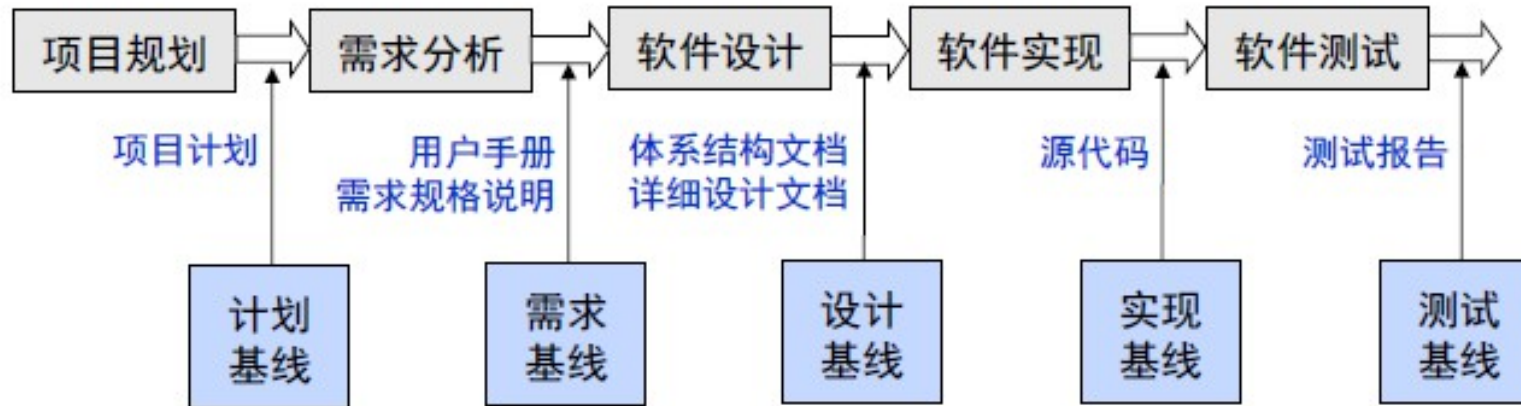 项目规划
需求分析
软件设计
软件实现
软件测试
项目计划
用户手册
需求规格说明
体系结构文档
详细设计文档
源代码
测试报告
计划
基线
需求
基线
设计
基线
实现
基线
测试
基线